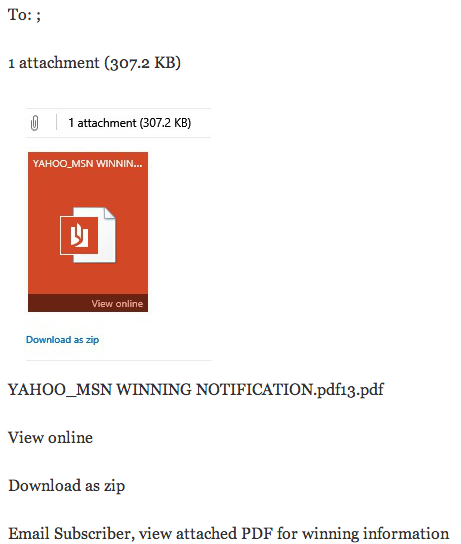 To: ;
1 attachment (307.2 KB)
1 attachment (307.2 KB)
YAHOO_MSN WINNIN...
View online
Download as zip
YAHOO_MSN WINNING NOTIFICATION.pdf13.pdf
View online
Download as zip
Email Subscriber, view attached PDF for winning information